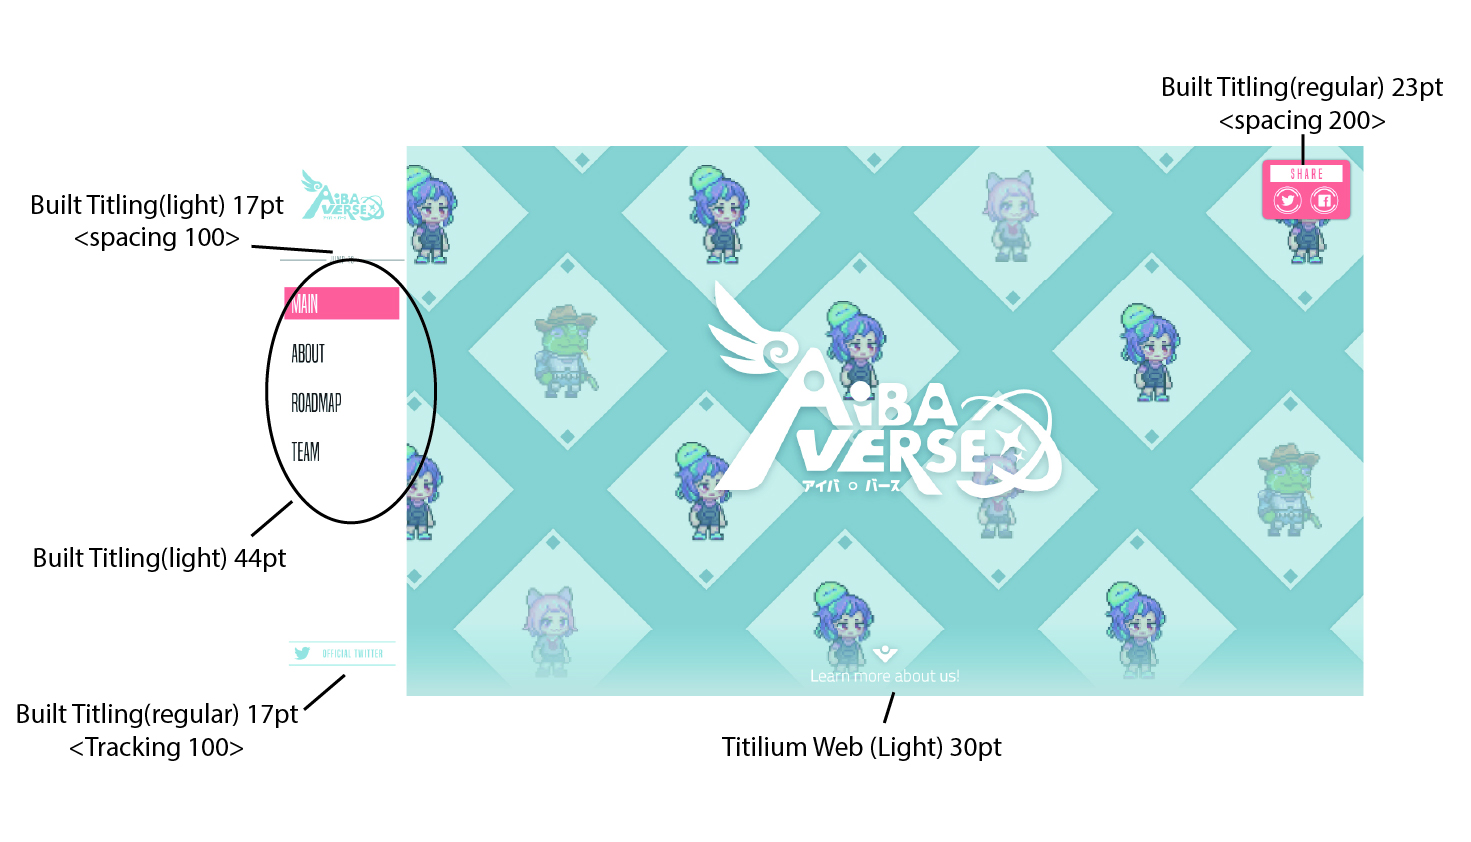 Built Titling(regular) 23pt
<spacing 200>
SHARE
Built Titling(light) 17pt
<spacing 100>
AiBA
VERSE
MAIN
ABOUT
ROADMAP
TEAM
AiBA
VERSE
アイバ○バース
Built Titling(light) 44pt
OFFICIAL TWITTER
Learn more about us!
Built Titling(regular) 17pt
<Tracking 100>
Titilium Web (Light) 30pt